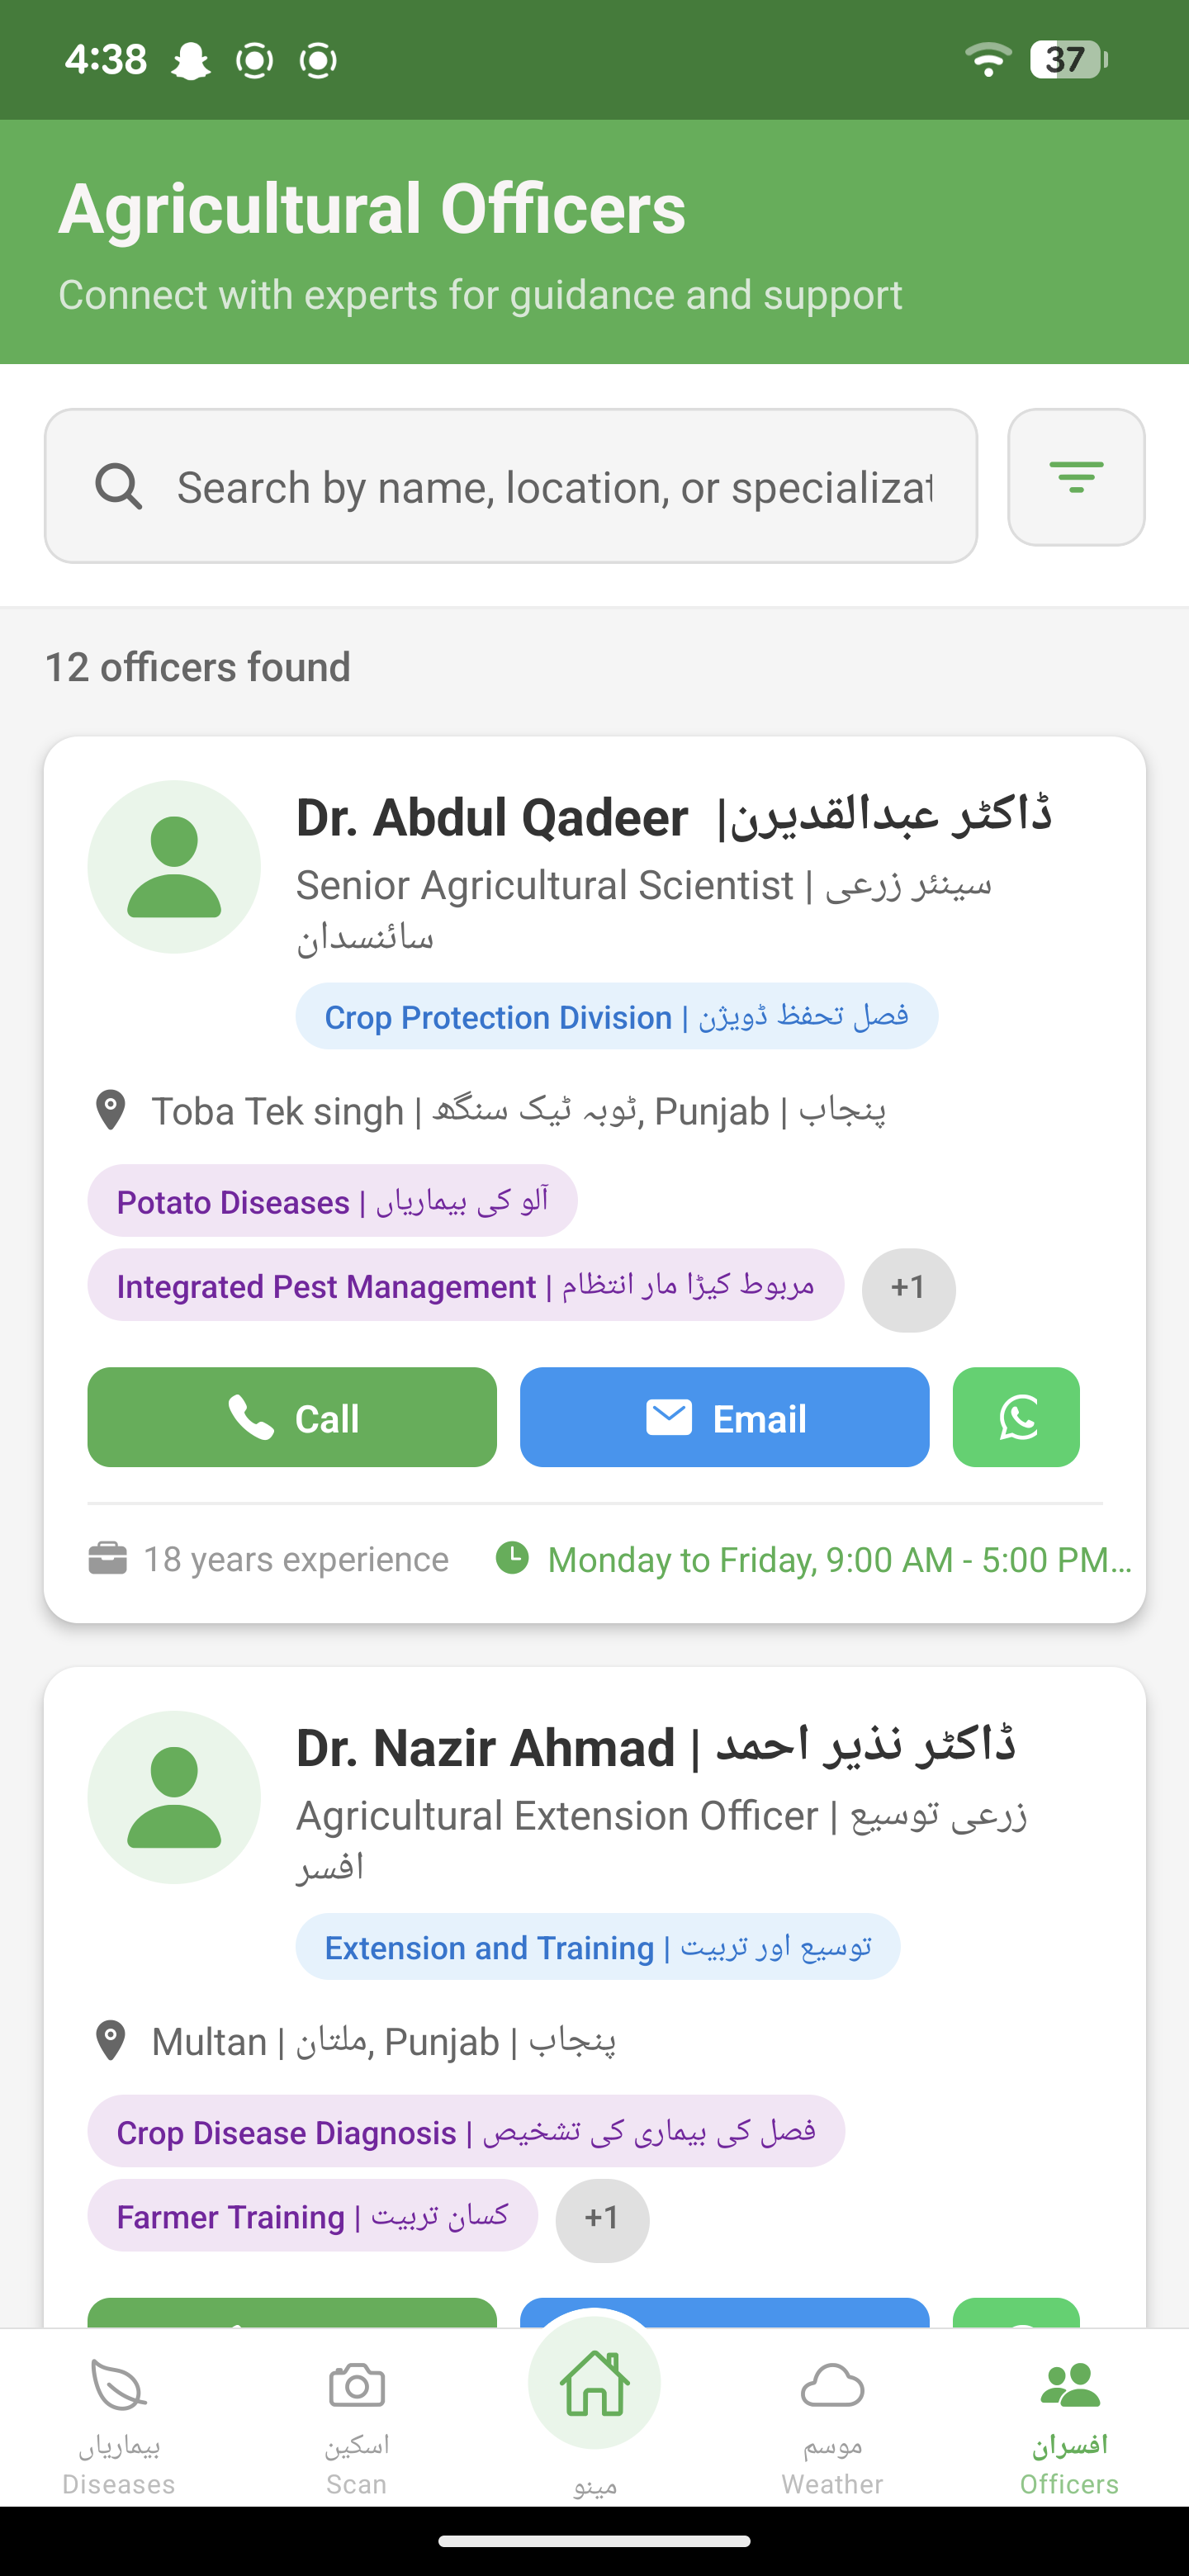 4:38
37
Agricultural Officers
Connect with experts for guidance and support
Search by name, location, or specializat
12 officers found
Dr. Abdul Qadeer |ڈاکٹر عبدالقدیرن
Senior Agricultural Scientist | سینئر زرعی
سائنسدان
Crop Protection Division | فصل تحفظ ڈویژن
Toba Tek singh | ٹوبہ ٹیک سنگھ, Punjab | پنجاب
Potato Diseases | آلو کی بیماریاں
Integrated Pest Management | مربوط کیڑا مار انتظام
+1
Call
Email
18 years experience
Monday to Friday, 9:00 AM - 5:00 PM...
Dr. Nazir Ahmad | ڈاکٹر نذیر احمد
Agricultural Extension Officer | زرعی توسیع
افسر
Extension and Training | توسیع اور تربیت
Multan | ملتان, Punjab | پنجاب
Crop Disease Diagnosis | فصل کی بیماری کی تشخیص
Farmer Training | کسان تربیت
+1
بیماریاں
Diseases
اسکین
Scan
مینو
موسم
Weather
افسران
Officers